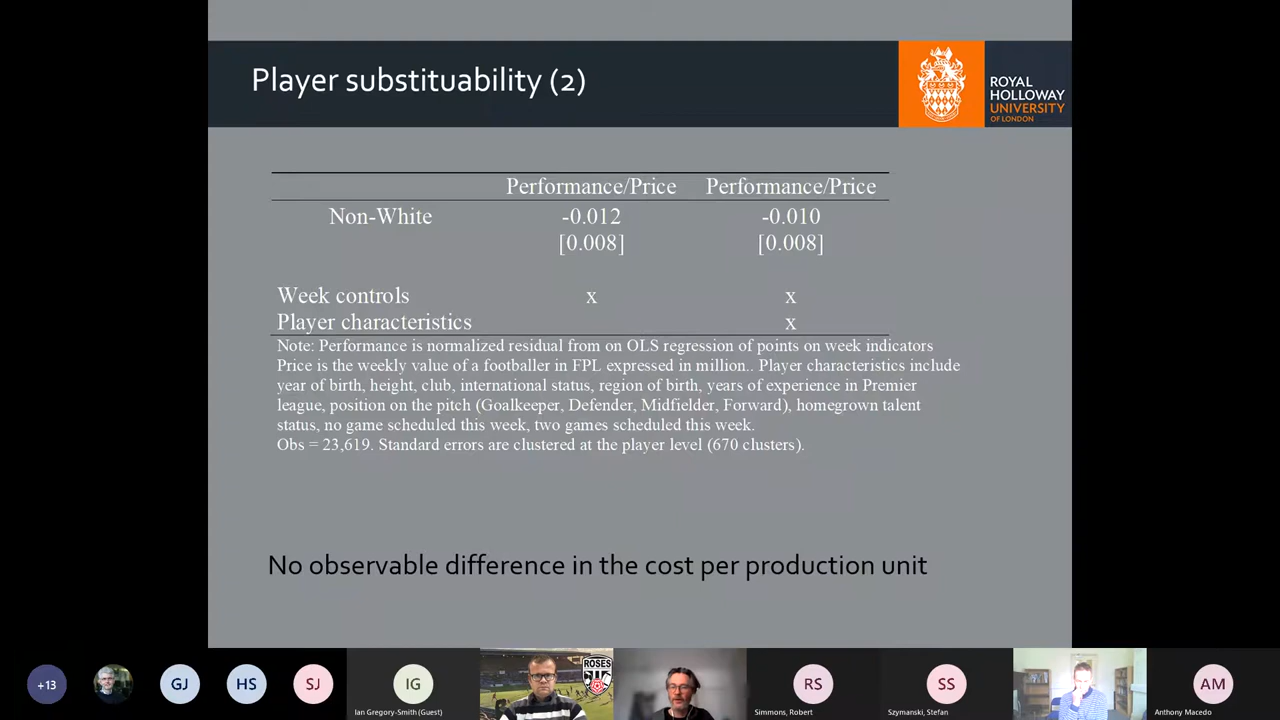 Player substituability (2)
ROYAL
HOLLOWAY
UNIVERSITY
OF LONDON
Performance/Price Performance/Price
Non-White -0.012 -0.010
[0.008] [0.008]
Week controls x x
Player characteristics x
Note: Performance is normalized residual from on OLS regression of points on week indicators
Price is the weekly value of a footballer in FPL expressed in million.. Player characteristics include
year of birth, height, club, international status, region of birth, years of experience in Premier
league, position on the pitch (Goalkeeper, Defender, Midfielder, Forward), homegrown talent
status, no game scheduled this week, two games scheduled this week.
Obs = 23,619. Standard errors are clustered at the player level (670 clusters).
No observable difference in the cost per production unit
+13
GJ
HS
SJ
IG
Ian Gregory-Smith (Guest)
ROSES
RS
Simmons, Robert
SS
Szymanski, Stefan
AM
Anthony Macedo